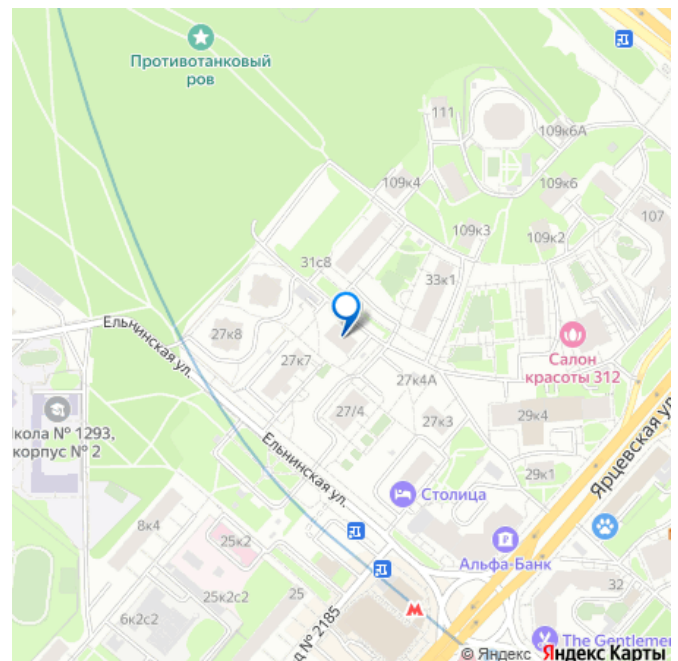 Противотанковый
ров
111
109к6А
109к4
109к6
107
109к3
109к2
31с8
33к1
Ельнинская ул.
27к8
Салон
красоты 312
27к7
27к4А
27/4
27к3
29к4
кола № 1293,
корпус № 2
Ельнинская ул.
Ярцевская ул
29к1
Столица
8к4
25к2
Альфа-Банк
32
25к2с2
25
6к2с2
д № 2185
The Gentlemen
© Яндекс Яндекс Карты